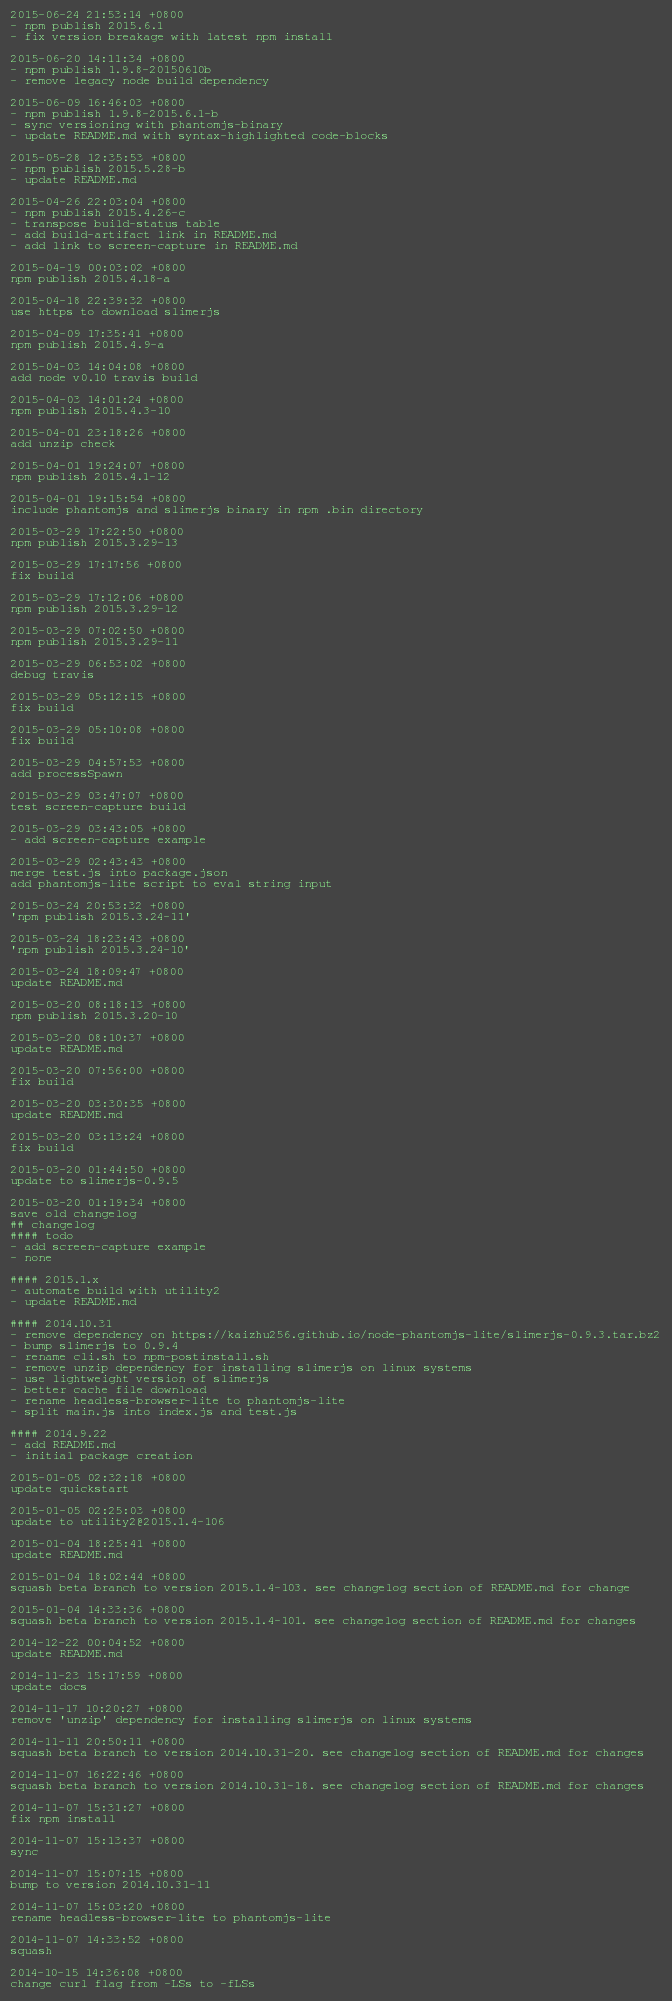 2015-06-24 21:53:14 +0800
- npm publish 2015.6.1
- fix version breakage with latest npm install
2015-06-20 14:11:34 +0800
- npm publish 1.9.8-20150610b
- remove legacy node build dependency
2015-06-09 16:46:03 +0800
- npm publish 1.9.8-2015.6.1-b
- sync versioning with phantomjs-binary
- update README.md with syntax-highlighted code-blocks
2015-05-28 12:35:53 +0800
- npm publish 2015.5.28-b
- update README.md
2015-04-26 22:03:04 +0800
- npm publish 2015.4.26-c
- transpose build-status table
- add build-artifact link in README.md
- add link to screen-capture in README.md
2015-04-19 00:03:02 +0800
npm publish 2015.4.18-a
2015-04-18 22:39:32 +0800
use https to download slimerjs
2015-04-09 17:35:41 +0800
npm publish 2015.4.9-a
2015-04-03 14:04:08 +0800
add node v0.10 travis build
2015-04-03 14:01:24 +0800
npm publish 2015.4.3-10
2015-04-01 23:18:26 +0800
add unzip check
2015-04-01 19:24:07 +0800
npm publish 2015.4.1-12
2015-04-01 19:15:54 +0800
include phantomjs and slimerjs binary in npm .bin directory
2015-03-29 17:22:50 +0800
npm publish 2015.3.29-13
2015-03-29 17:17:56 +0800
fix build
2015-03-29 17:12:06 +0800
npm publish 2015.3.29-12
2015-03-29 07:02:50 +0800
npm publish 2015.3.29-11
2015-03-29 06:53:02 +0800
debug travis
2015-03-29 05:12:15 +0800
fix build
2015-03-29 05:10:08 +0800
fix build
2015-03-29 04:57:53 +0800
add processSpawn
2015-03-29 03:47:07 +0800
test screen-capture build
2015-03-29 03:43:05 +0800
- add screen-capture example
2015-03-29 02:43:43 +0800
merge test.js into package.json
add phantomjs-lite script to eval string input
2015-03-24 20:53:32 +0800
'npm publish 2015.3.24-11'
2015-03-24 18:23:43 +0800
'npm publish 2015.3.24-10'
2015-03-24 18:09:47 +0800
update README.md
2015-03-20 08:18:13 +0800
npm publish 2015.3.20-10
2015-03-20 08:10:37 +0800
update README.md
2015-03-20 07:56:00 +0800
fix build
2015-03-20 03:30:35 +0800
update README.md
2015-03-20 03:13:24 +0800
fix build
2015-03-20 01:44:50 +0800
update to slimerjs-0.9.5
2015-03-20 01:19:34 +0800
save old changelog
## changelog
#### todo
- add screen-capture example
- none
#### 2015.1.x
- automate build with utility2
- update README.md
#### 2014.10.31
- remove dependency on https://kaizhu256.github.io/node-phantomjs-lite/slimerjs-0.9.3.tar.bz2
- bump slimerjs to 0.9.4
- rename cli.sh to npm-postinstall.sh
- remove unzip dependency for installing slimerjs on linux systems
- use lightweight version of slimerjs
- better cache file download
- rename headless-browser-lite to phantomjs-lite
- split main.js into index.js and test.js
#### 2014.9.22
- add README.md
- initial package creation
2015-01-05 02:32:18 +0800
update quickstart
2015-01-05 02:25:03 +0800
update to utility2@2015.1.4-106
2015-01-04 18:25:41 +0800
update README.md
2015-01-04 18:02:44 +0800
squash beta branch to version 2015.1.4-103. see changelog section of README.md for change
2015-01-04 14:33:36 +0800
squash beta branch to version 2015.1.4-101. see changelog section of README.md for changes
2014-12-22 00:04:52 +0800
update README.md
2014-11-23 15:17:59 +0800
update docs
2014-11-17 10:20:27 +0800
remove 'unzip' dependency for installing slimerjs on linux systems
2014-11-11 20:50:11 +0800
squash beta branch to version 2014.10.31-20. see changelog section of README.md for changes
2014-11-07 16:22:46 +0800
squash beta branch to version 2014.10.31-18. see changelog section of README.md for changes
2014-11-07 15:31:27 +0800
fix npm install
2014-11-07 15:13:37 +0800
sync
2014-11-07 15:07:15 +0800
bump to version 2014.10.31-11
2014-11-07 15:03:20 +0800
rename headless-browser-lite to phantomjs-lite
2014-11-07 14:33:52 +0800
squash
2014-10-15 14:36:08 +0800
change curl flag from -LSs to -fLSs